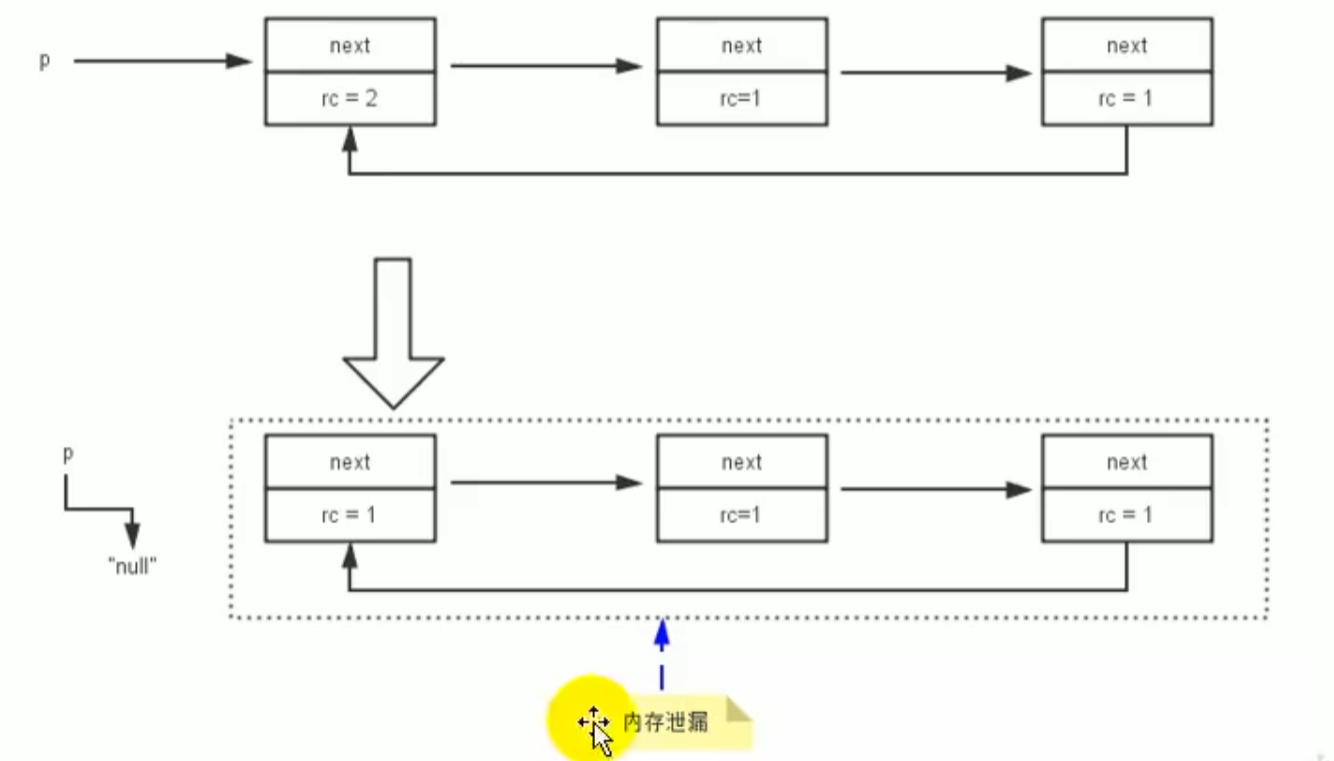 p
next
next
next
rc = 2
rc=1
rc = 1
p
next
next
next
rc = 1
rc=1
rc = 1
"null"
内存泄漏